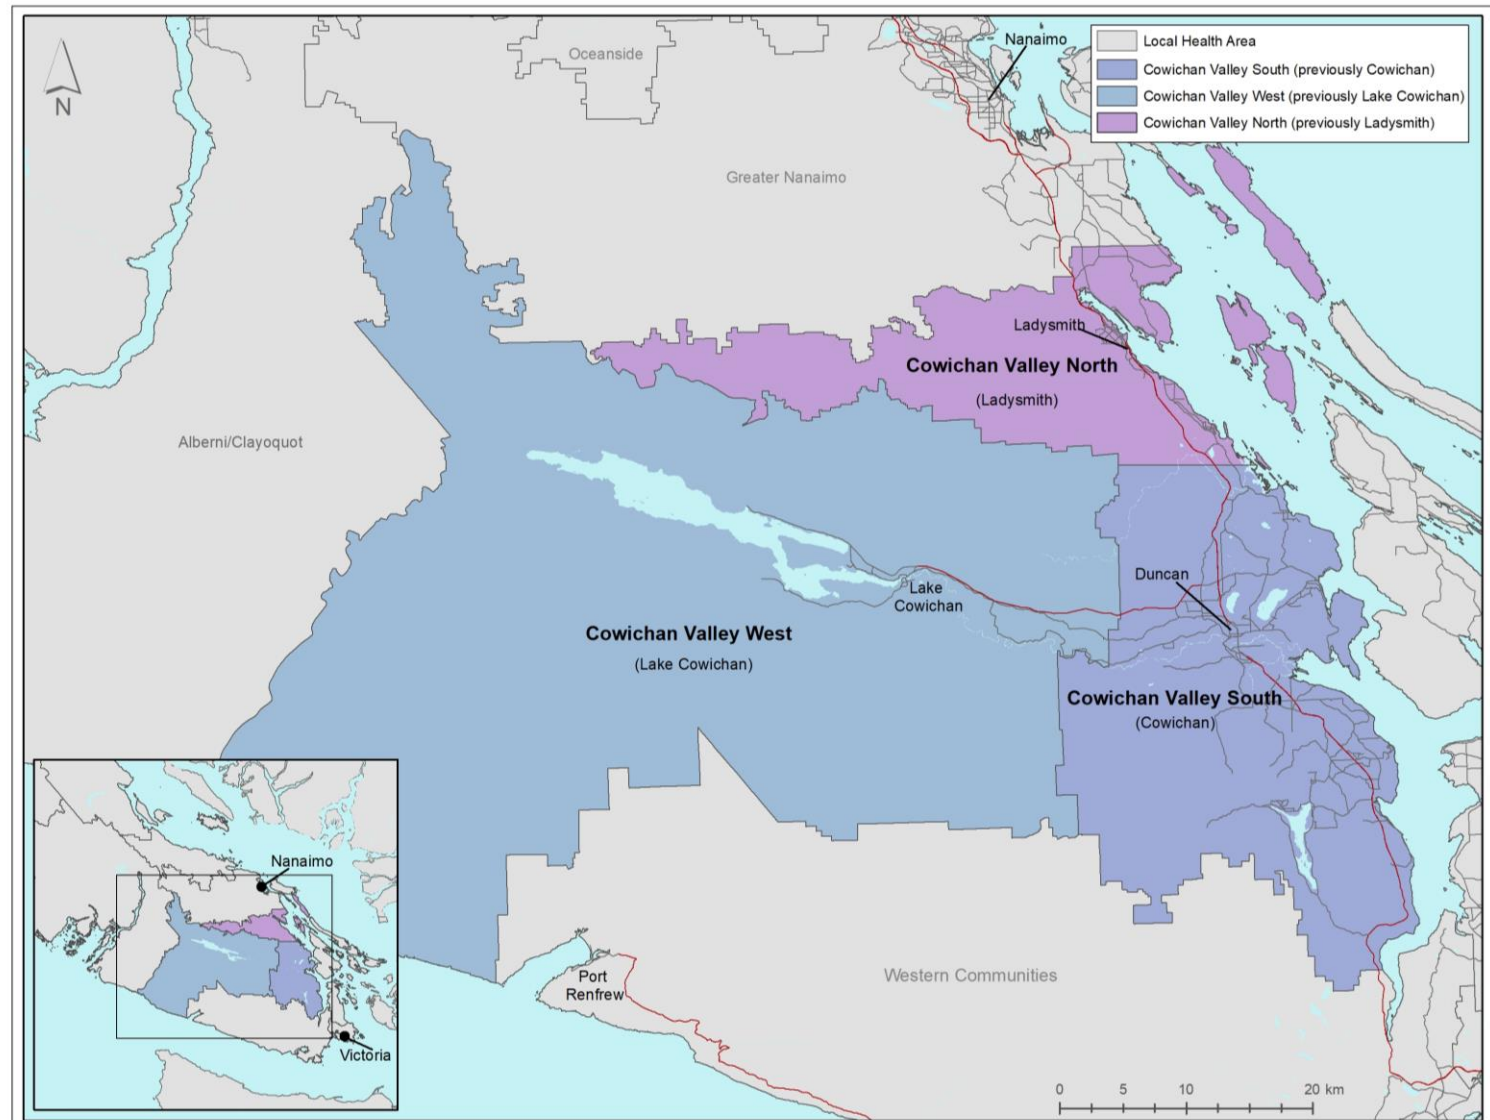 Local Health Area
Cowichan Valley South (previously Cowichan)
Cowichan Valley West (previously Lake Cowichan)
Cowichan Valley North (previously Ladysmith)
N
Oceanside
Nanaimo
Greater Nanaimo
Ladysmith
Cowichan Valley North
(Ladysmith)
Alberni/Clayoquot
Duncan
Lake
Cowichan
Cowichan Valley West
(Lake Cowichan)
Cowichan Valley South
(Cowichan)
Nanaimo
Victoria
Port
Renfrew
Western Communities
0 5 10 20 km